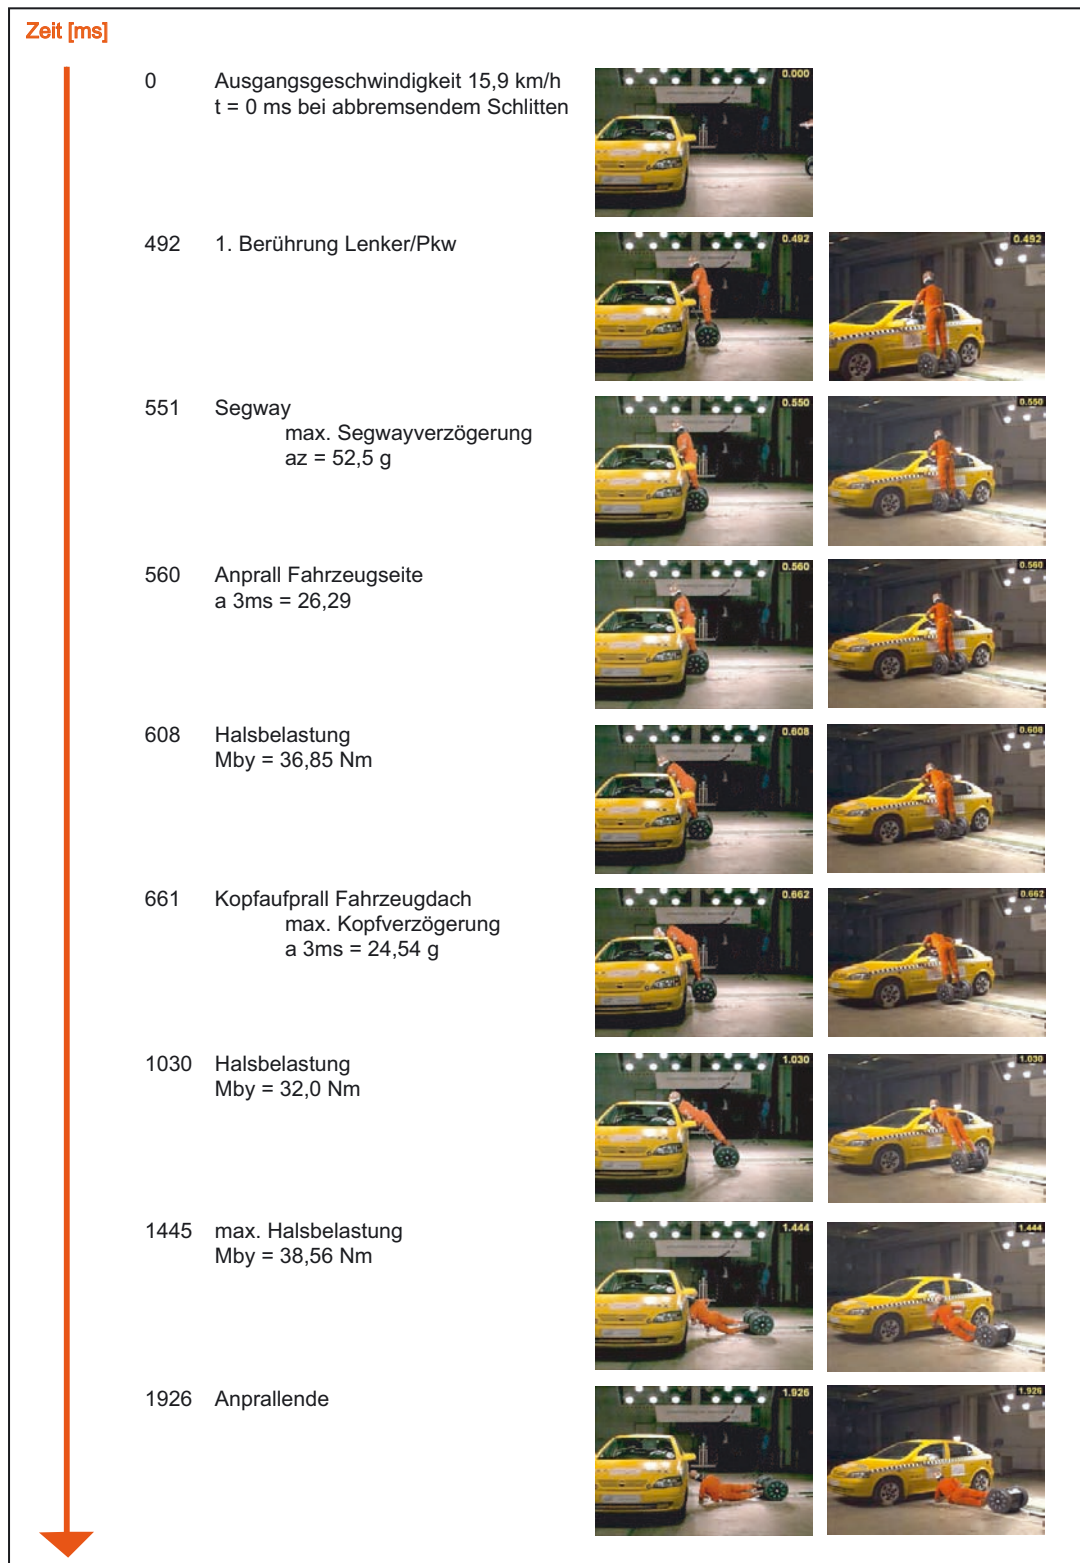 Zeit [ms]
0 Ausgangsgeschwindigkeit 15,9 km/h
t = 0 ms bei abbremsendem Schlitten
0.000
492 1. Berührung Lenker/Pkw
0.492 0.492
551 Segway
max. Segwayverzögerung
az = 52,5 g
0.550 0.550
560 Anprall Fahrzeugseite
a 3ms = 26,29
0.560 0.560
608 Halsbelastung
Mby = 36,85 Nm
0.608 0.608
661 Kopfaufprall Fahrzeugdach
max. Kopfverzögerung
a 3ms = 24,54 g
0.662 0.662
1030 Halsbelastung
Mby = 32,0 Nm
1.030 1.030
1445 max. Halsbelastung
Mby = 38,56 Nm
1.444 1.444
1926 Anprallende
1.926 1.926